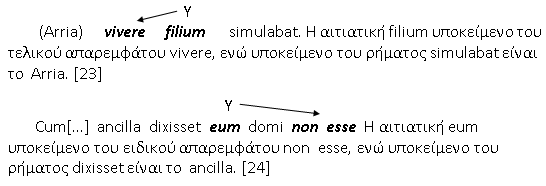 Υ
(Arria) vivere filium simulabat. Η αιτιατική filium υποκείμενο του
τελικού απαρεμφάτου vivere, ενώ υποκείμενο του ρήματος simulabat είναι
το Arria. [23]
Υ
Cum[...] ancilla dixisset eum domi non esse Η αιτιατική eum
υποκείμενο του ειδικού απαρεμφάτου non esse, ενώ υποκείμενο του
ρήματος dixisset είναι το ancilla. [24]